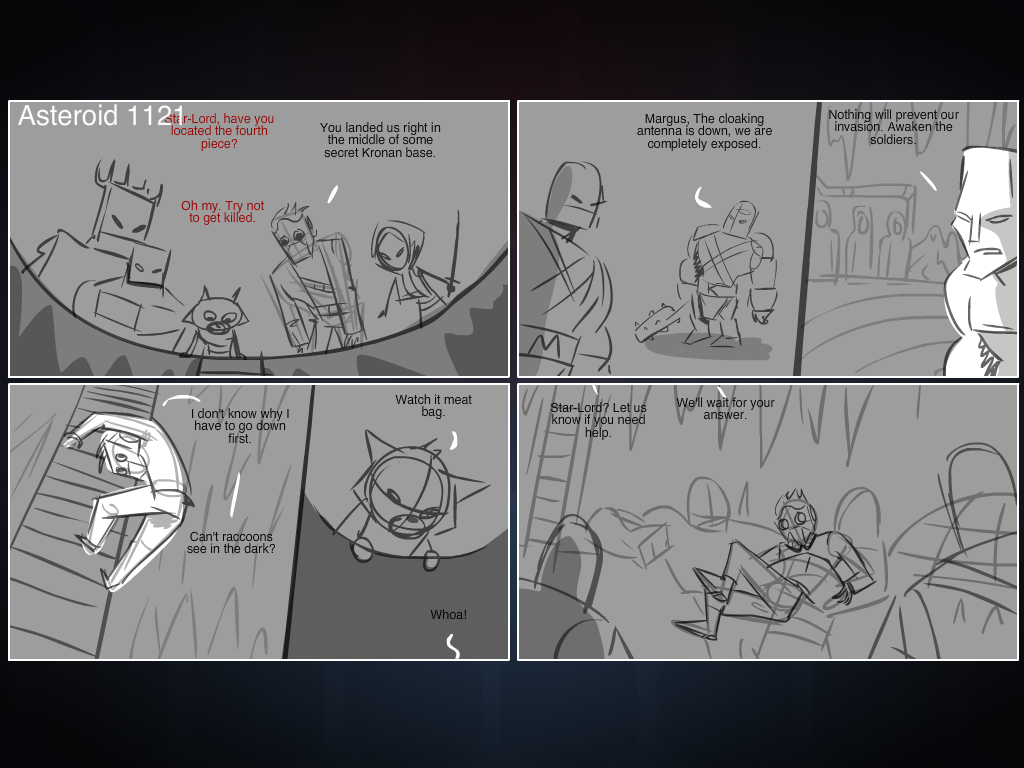 Asteroid 1121
Star-Lord, have you
located the fourth
piece?
You landed us right in
the middle of some
secret Kronan base.
Oh my. Try not
to get killed.
Margus, The cloaking
antenna is down, we are
completely exposed.
Nothing will prevent our
invasion. Awaken the
soldiers.
I don't know why I
have to go down
first.
Can't raccoons
see in the dark?
Watch it meat
bag.
Whoa!
Star-Lord? Let us
know if you need
help.
We'll wait for your
answer.